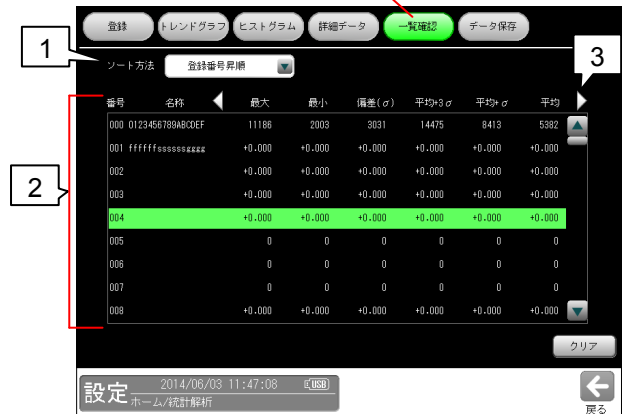 登録 トレンドグラフ ヒストグラム 詳細データ 一覧確認 データ保存
1
ソート方法 登録番号昇順
3
番号 名称 最大 最小 偏差(σ) 平均+3σ 平均+σ 平均
000 0123456789ABCDEF 11186 2003 3031 14475 8413 5382
001 ffffffssssssgggg +0.000 +0.000 +0.000 +0.000 +0.000 +0.000
002 +0.000 +0.000 +0.000 +0.000 +0.000 +0.000
2
003 +0.000 +0.000 +0.000 +0.000 +0.000 +0.000
004 +0.000 +0.000 +0.000 +0.000 +0.000 +0.000
005 0 0 0 0 0 0
006 0 0 0 0 0 0
007 0 0 0 0 0 0
008 +0.000 +0.000 +0.000 +0.000 +0.000 +0.000
クリア
設定 2014/06/03 11:47:08 USB
ホーム/統計解析
戻る